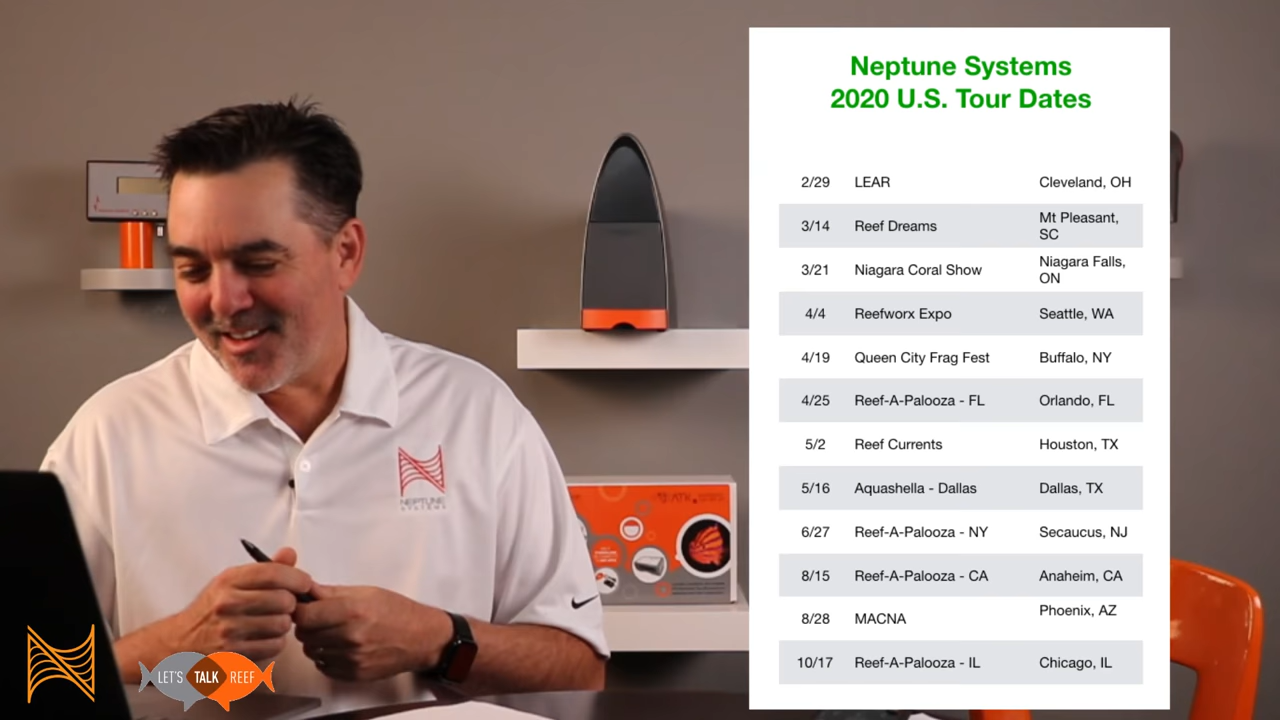 Neptune Systems
2020 U.S. Tour Dates
2/29 LEAR Cleveland, OH
3/14 Reef Dreams Mt Pleasant,
SC
3/21 Niagara Coral Show Niagara Falls,
ON
4/4 Reefworx Expo Seattle, WA
4/19 Queen City Frag Fest Buffalo, NY
4/25 Reef-A-Palooza - FL Orlando, FL
5/2 Reef Currents Houston, TX
5/16 Aquashella - Dallas Dallas, TX
6/27 Reef-A-Palooza - NY Secaucus, NJ
8/15 Reef-A-Palooza - CA Anaheim, CA
8/28 MACNA Phoenix, AZ
10/17 Reef-A-Palooza - IL Chicago, IL
NEPTUNE
SYSTEMS
LET'S TALK REEF